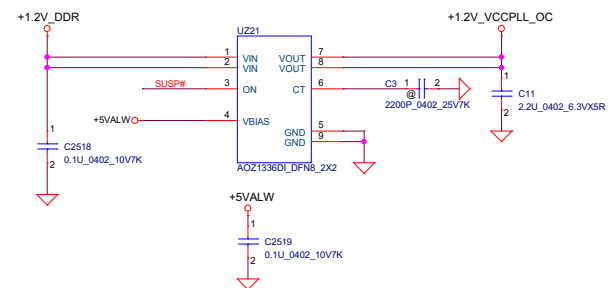 +1.2V_DDR
+1.2V_VCCPLL_OC
UZ21
1 VIN VOUT 7
2 VIN VOUT 8
SUSP# 3 ON CT 6 C3 1 2
@
2200P_0402_25V7K
1
C11
2.2U_0402_6.3VX5R
2
+5VALW 4 VBIAS
GND 5
GND 9
1
C2518
0.1U_0402_10V7K
2
AOZ1336DI_DFN8_2X2
+5VALW
1
C2519
0.1U_0402_10V7K
2